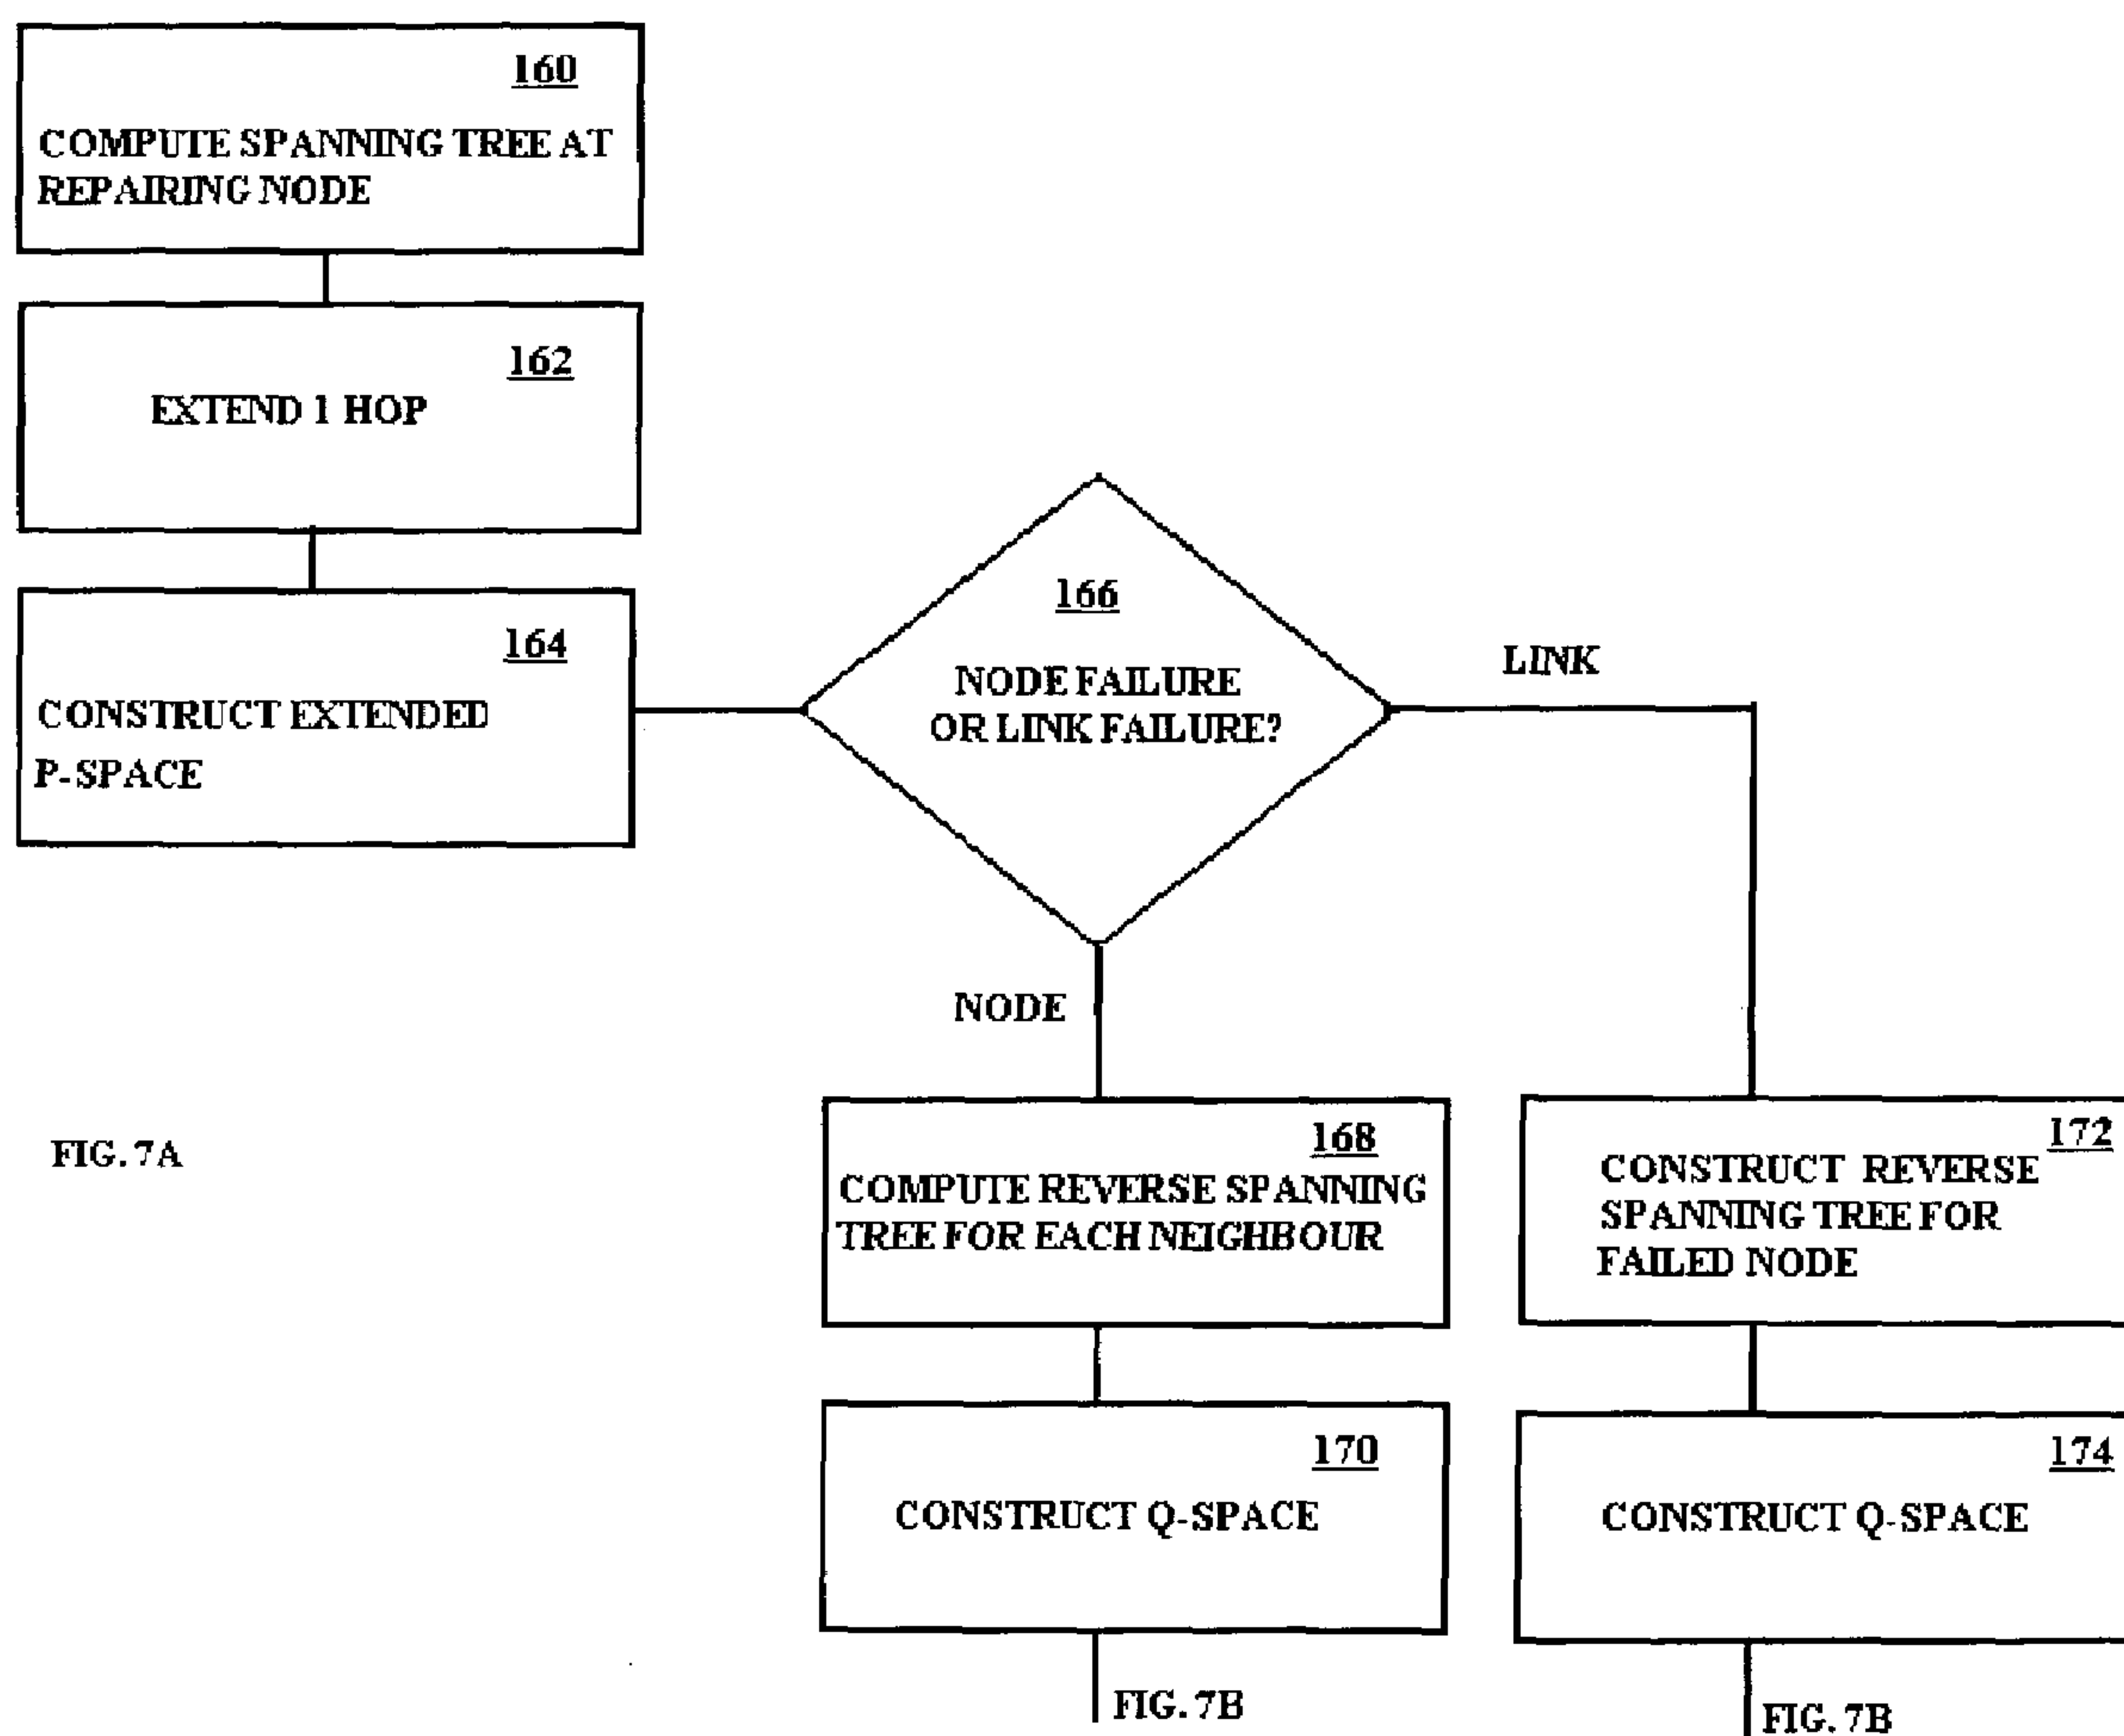 160
COMPUTE SPANNING TREE AT
REPAIRING NODE
162
EXTEND 1 HOP
164
CONSTRUCT EXTENDED
P-SPACE
166
NODE FAILURE
OR LINK FAILURE?
LINK
NODE
FIG. 7A
168
COMPUTE REVERSE SPANNING
TREE FOR EACH NEIGHBOUR
172
CONSTRUCT REVERSE
SPANNING TREE FOR
FAILED NODE
170
CONSTRUCT Q-SPACE
174
CONSTRUCT Q-SPACE
FIG. 7B
FIG. 7B